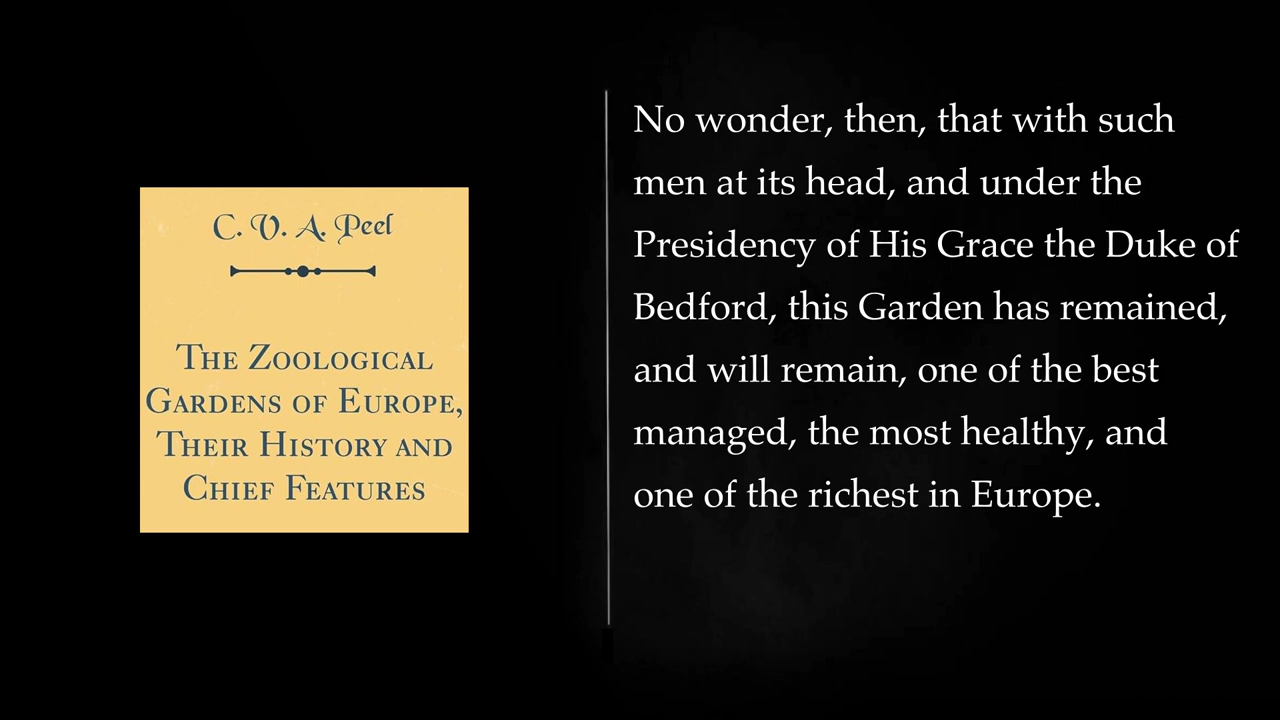 C. V. A. Peel
The Zoological
Gardens of Europe,
Their History and
Chief Features
No wonder, then, that with such
men at its head, and under the
Presidency of His Grace the Duke of
Bedford, this Garden has remained,
and will remain, one of the best
managed, the most healthy, and
one of the richest in Europe.